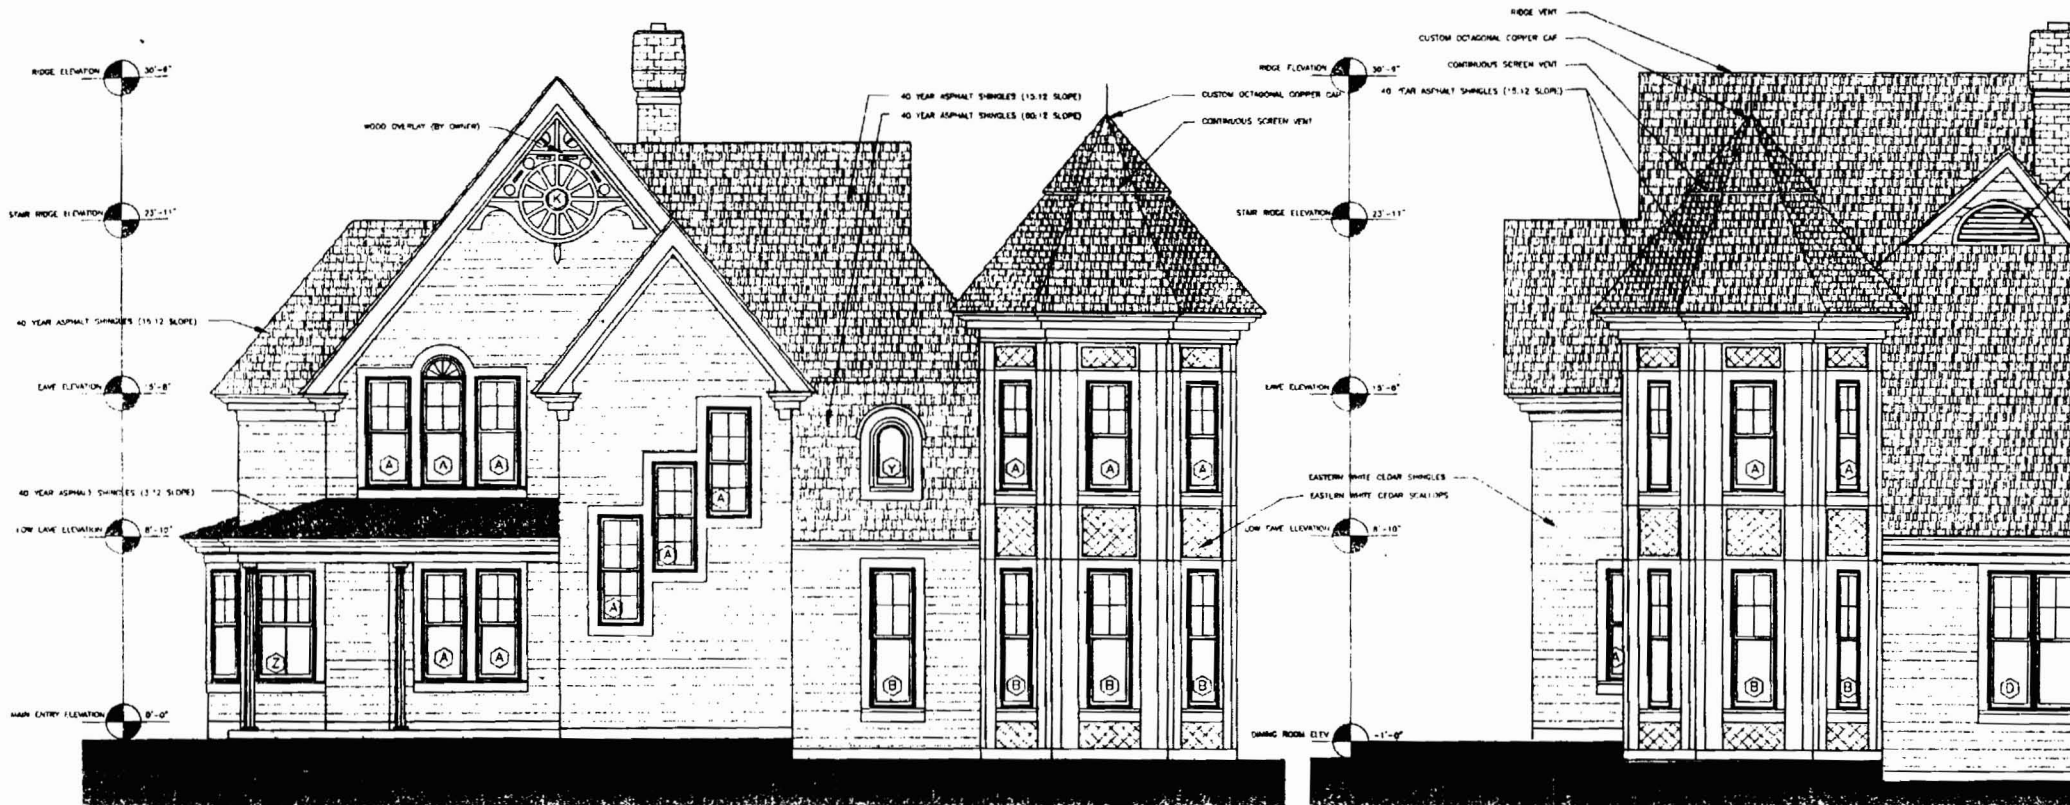 RIDGE ELEVATION 30'-9"
WOOD OVERLAY (BY OWNER)
40 YEAR ASPHALT SHINGLES (15:12 SLOPE)
40 YEAR ASPHALT SHINGLES (60:12 SLOPE)
CUSTOM OCTAGONAL COPPER CAP
CONTINUOUS SCREEN VENT
K
STAIR RIDGE ELEVATION 23'-11"
40 YEAR ASPHALT SHINGLES (15:12 SLOPE)
EAVE ELEVATION 15'-8"
40 YEAR ASPHALT SHINGLES (3:12 SLOPE)
LOW EAVE ELEVATION 8'-10"
MAIN ENTRY ELEVATION 0'-0"
A A A A
A
A
Y
A A A
Z A A
B B B B
RIDGE VENT
CUSTOM OCTAGONAL COPPER CAP
CONTINUOUS SCREEN VENT
RIDGE ELEVATION 30'-9"
40 YEAR ASPHALT SHINGLES (15:12 SLOPE)
STAIR RIDGE ELEVATION 23'-11"
EAVE ELEVATION 15'-8"
EASTERN WHITE CEDAR SHINGLES
EASTERN WHITE CEDAR SCALLOPS
LOW EAVE ELEVATION 8'-10"
DINING ROOM ELEV -1'-0"
A A
A B B D